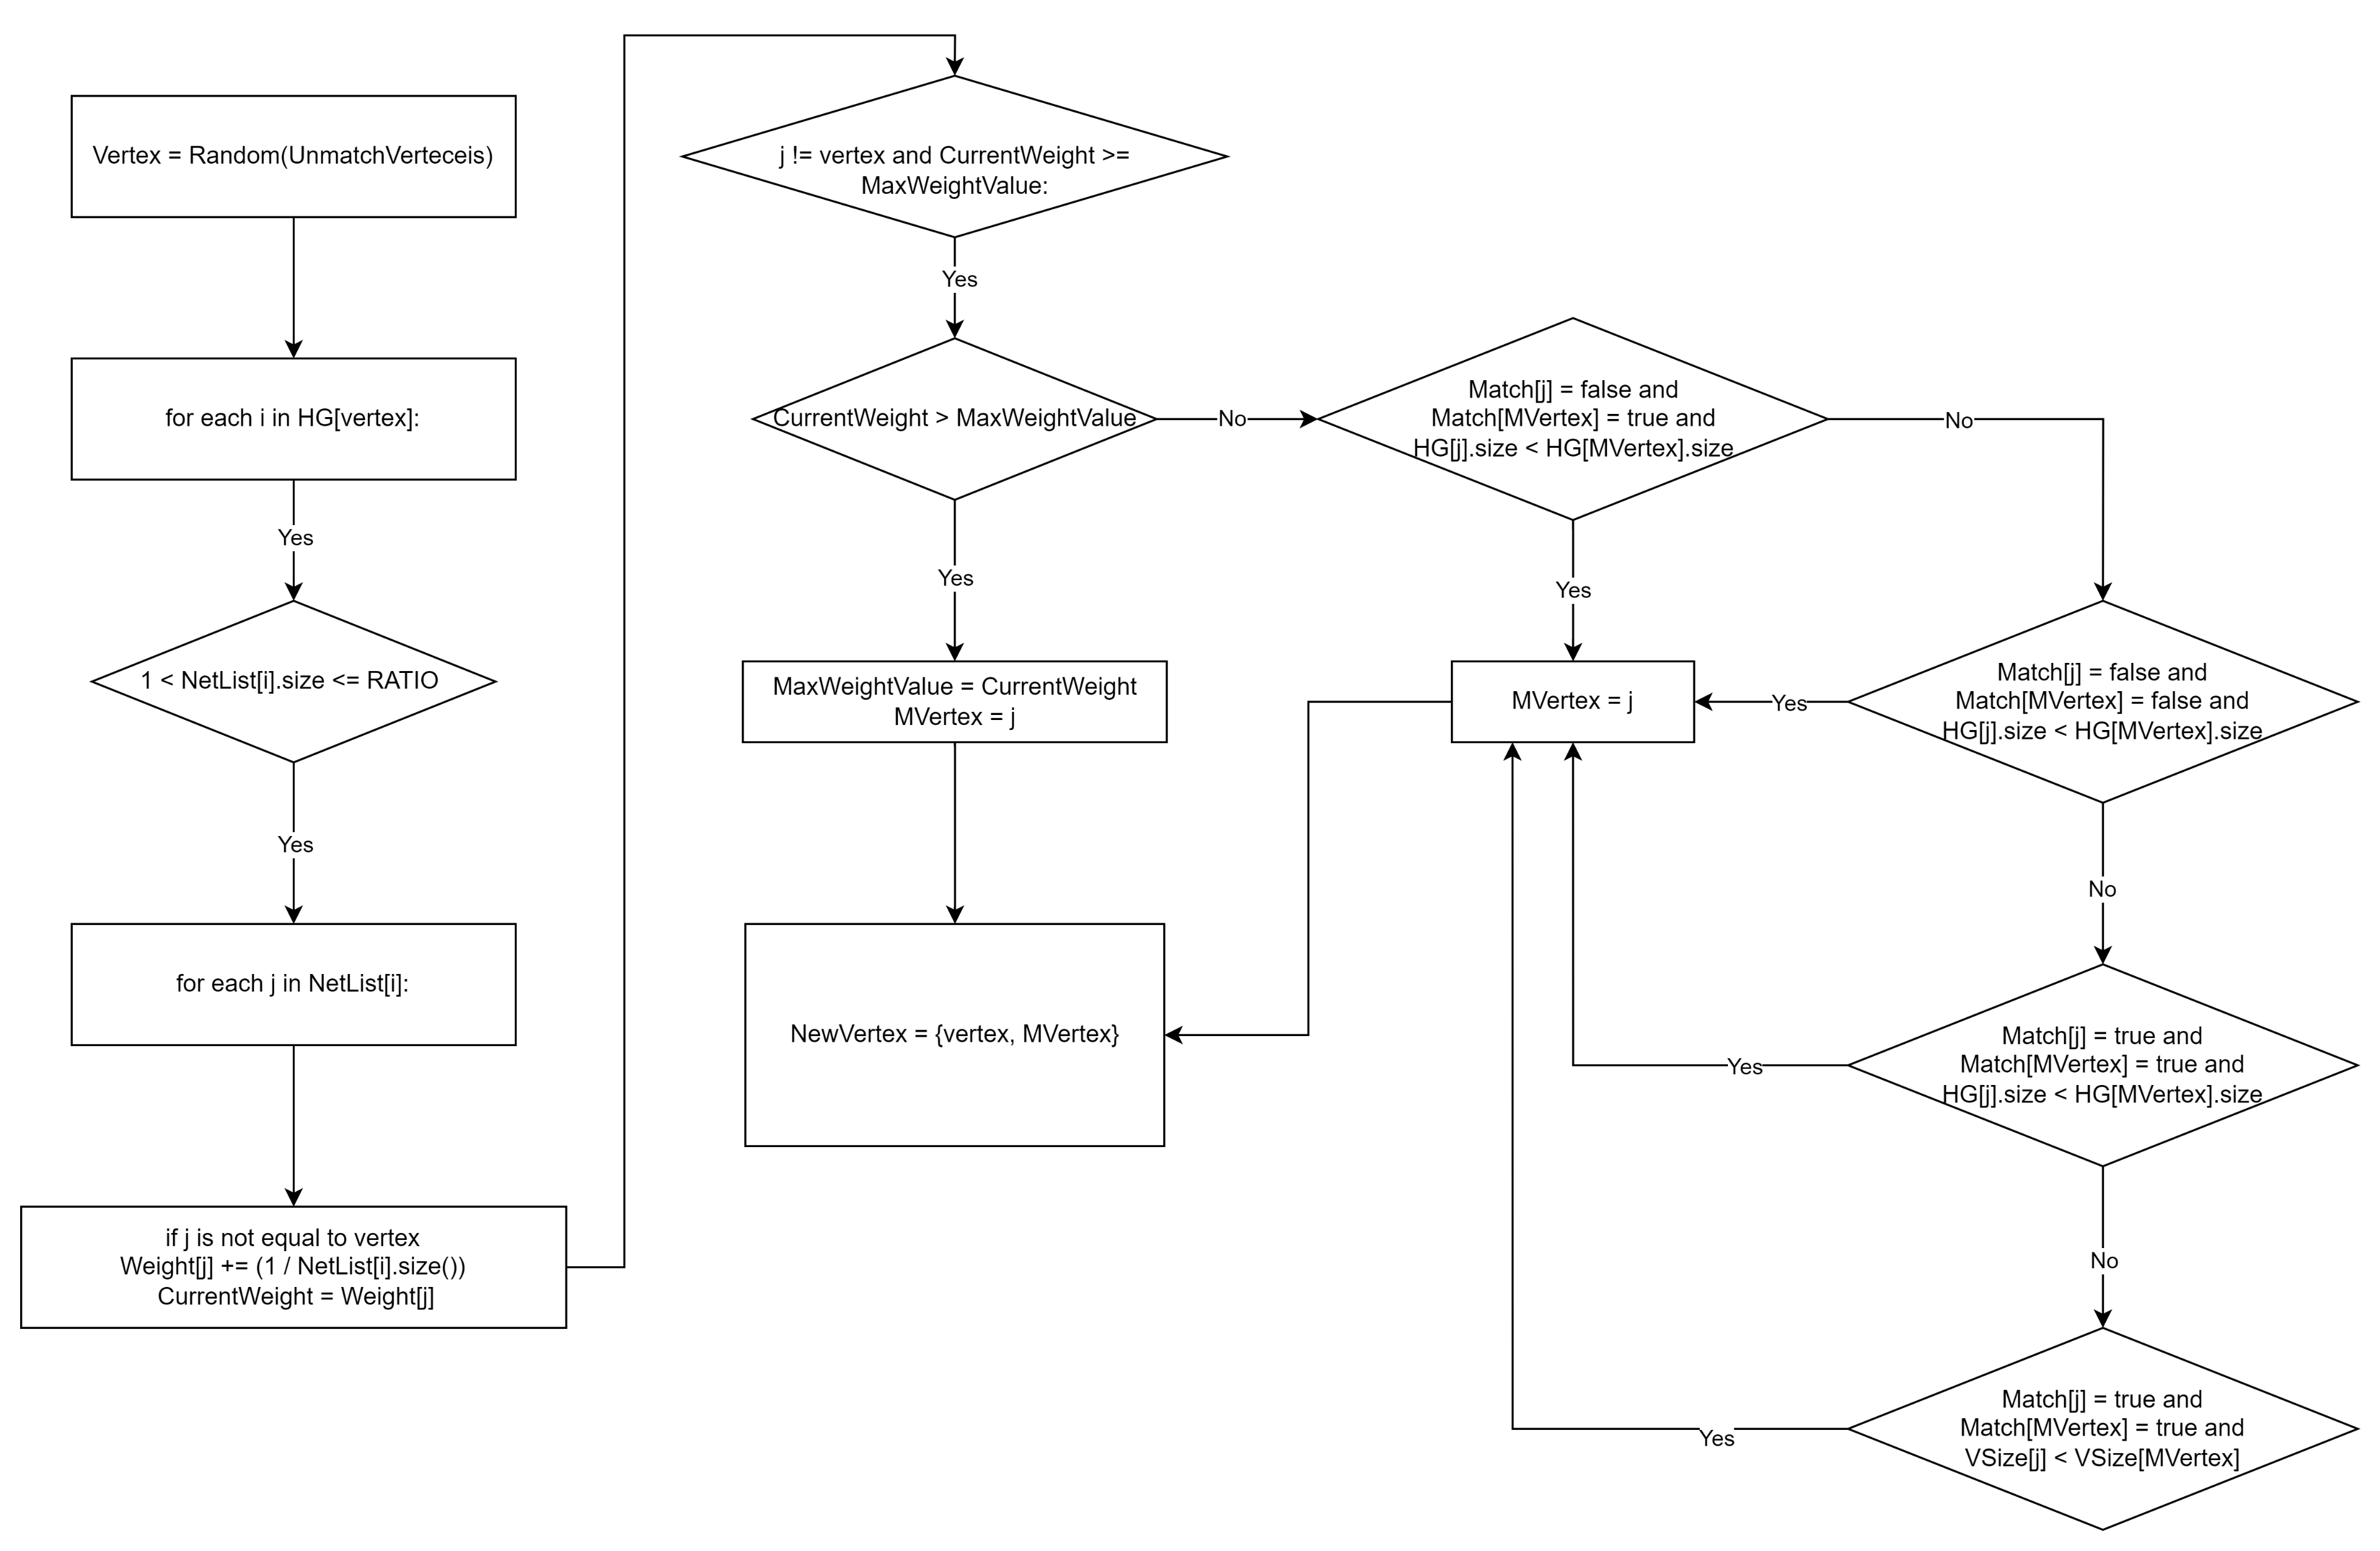 Vertex = Random(UnmatchVerteceis)
for each i in HG[vertex]:
Yes
1 < NetList[i].size <= RATIO
Yes
for each j in NetList[i]:
if j is not equal to vertex
Weight[j] += (1 / NetList[i].size())
CurrentWeight = Weight[j]
j != vertex and CurrentWeight >=
MaxWeightValue:
Yes
CurrentWeight > MaxWeightValue
No
Yes
MaxWeightValue = CurrentWeight
MVertex = j
NewVertex = {vertex, MVertex}
Match[j] = false and
Match[MVertex] = true and
HG[j].size < HG[MVertex].size
No
Yes
MVertex = j
Match[j] = false and
Match[MVertex] = false and
HG[j].size < HG[MVertex].size
Yes
No
Match[j] = true and
Match[MVertex] = true and
HG[j].size < HG[MVertex].size
Yes
No
Match[j] = true and
Match[MVertex] = true and
VSize[j] < VSize[MVertex]
Yes